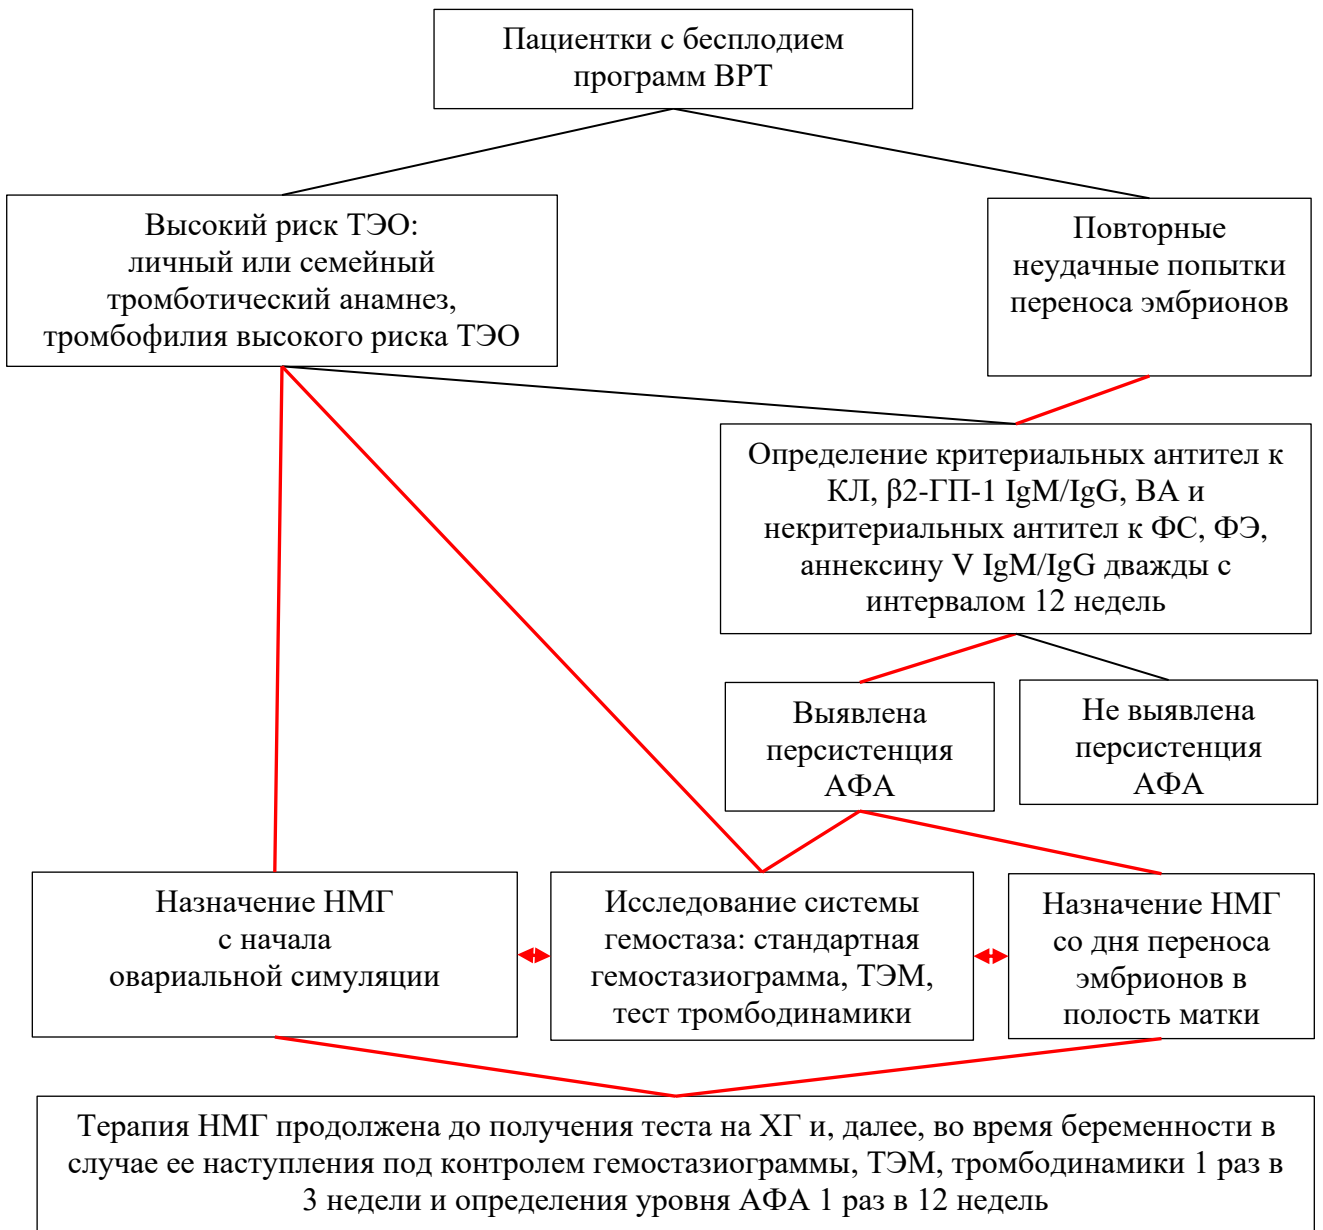 Пациентки с бесплодием
программ ВРТ
Высокий риск ТЭО:
личный или семейный
тромботический анамнез,
тромбофилия высокого риска ТЭО
Повторные
неудачные попытки
переноса эмбрионов
Определение критериальных антител к
КЛ, β2-ГП-1 IgM/IgG, ВА и
некритериальных антител к ФС, ФЭ,
аннексину V IgM/IgG дважды с
интервалом 12 недель
Выявлена
персистенция
АФА
Не выявлена
персистенция
АФА
Назначение НМГ
с начала
овариальной симуляции
Исследование системы
гемостаза: стандартная
гемостазиограмма, ТЭМ,
тест тромбодинамики
Назначение НМГ
со дня переноса
эмбрионов в
полость матки
Терапия НМГ продолжена до получения теста на ХГ и, далее, во время беременности в
случае ее наступления под контролем гемостазиограммы, ТЭМ, тромбодинамики 1 раз в
3 недели и определения уровня АФА 1 раз в 12 недель